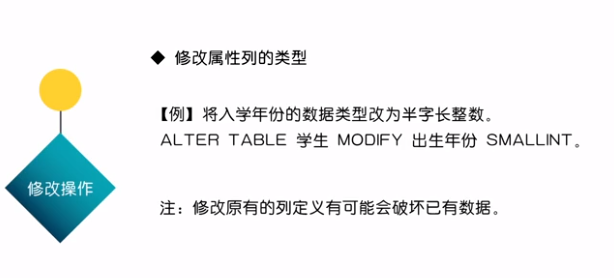 ◆ 修改属性列的类型
【例】将入学年份的数据类型改为半字长整数。
ALTER TABLE 学生 MODIFY 出生年份 SMALLINT。
修改操作
注：修改原有的列定义有可能会破坏已有数据。